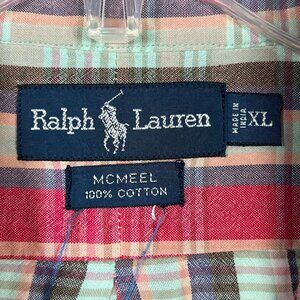 Ralph Lauren
MADE IN
INDIA
XL
MCMEEL
100% COTTON